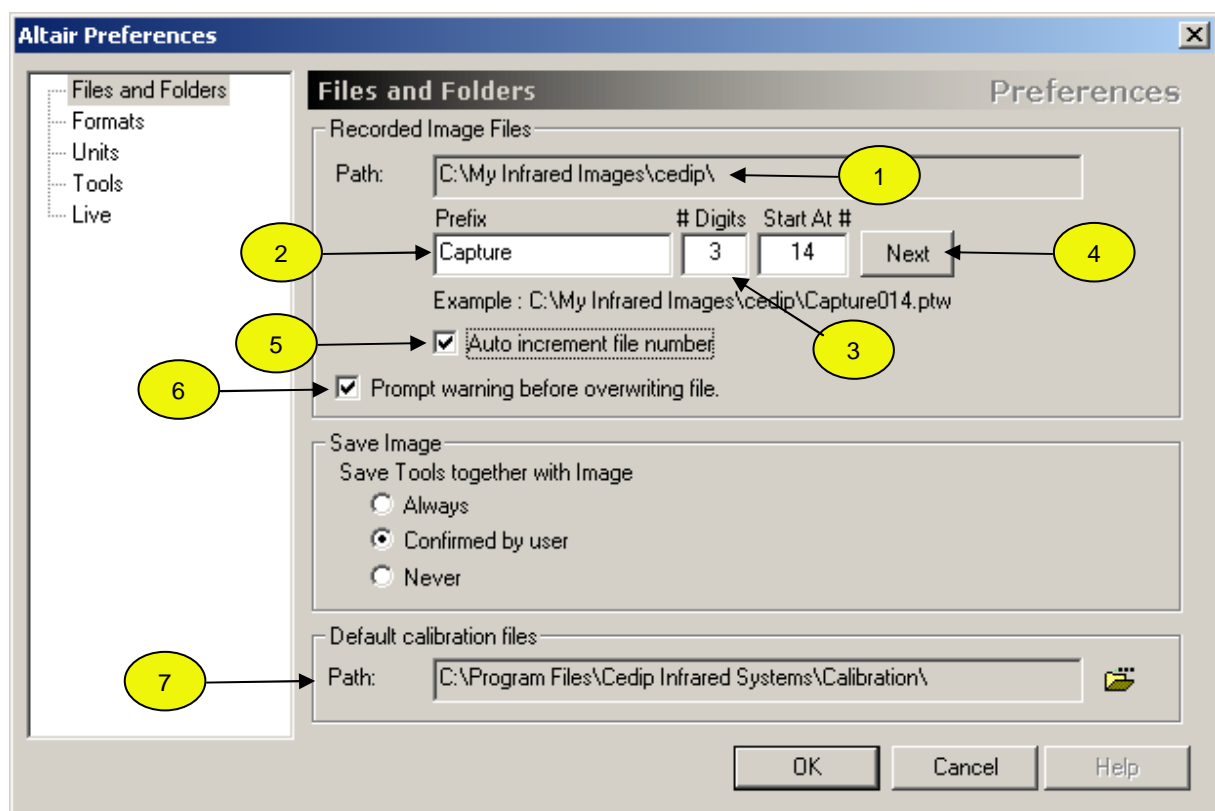 Altair Preferences
Files and Folders
Formats
Units
Tools
Live
Files and Folders
Preferences
Recorded Image Files
Path: C:\My Infrared Images\cedip\ 1
Prefix # Digits Start At #
2 Capture 3 14 Next 4
Example : C:\My Infrared Images\cedip\Capture014.ptw
5 Auto increment file number 3
6 Prompt warning before overwriting file.
Save Image
Save Tools together with Image
Always
Confirmed by user
Never
Default calibration files
7 Path: C:\Program Files\Cedip Infrared Systems\Calibration\
OK Cancel Help